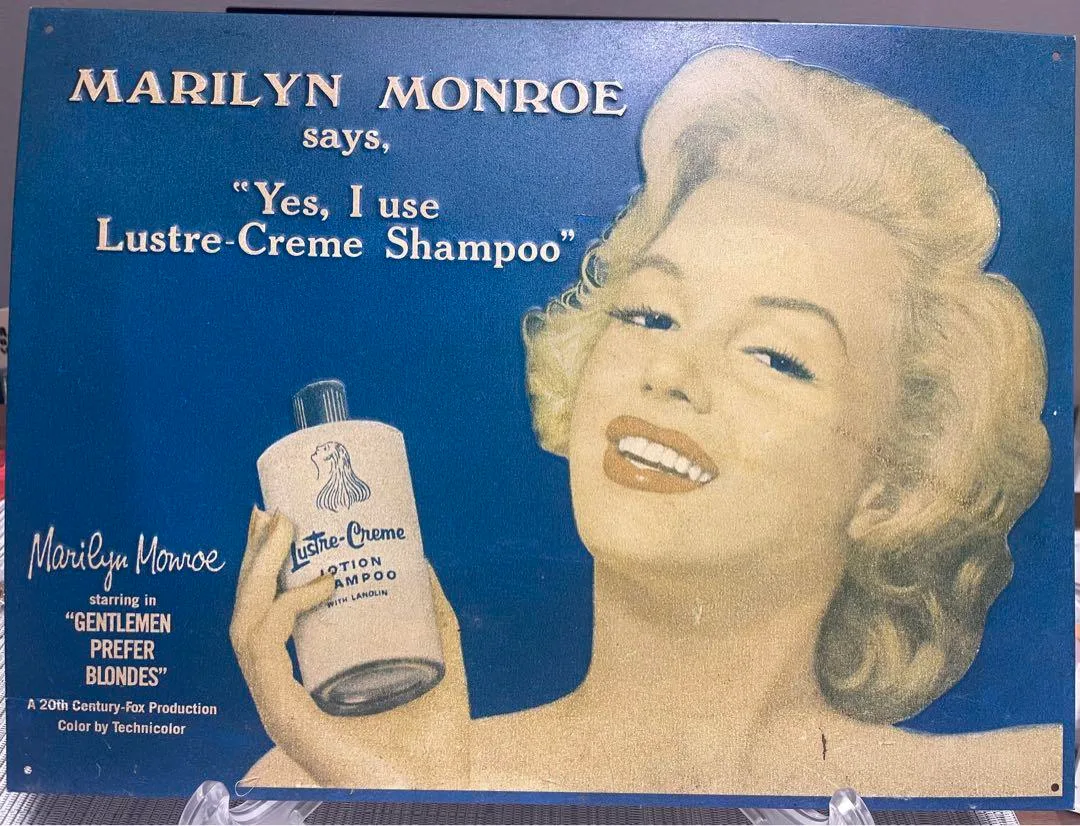 MARILYN MONROE
says,
“Yes, I use
Lustre-Creme Shampoo”
Lustre-Creme
LOTION
SHAMPOO
WITH LANOLIN
Marilyn Monroe
starring in
“GENTLEMEN
PREFER
BLONDES”
A 20th Century-Fox Production
Color by Technicolor